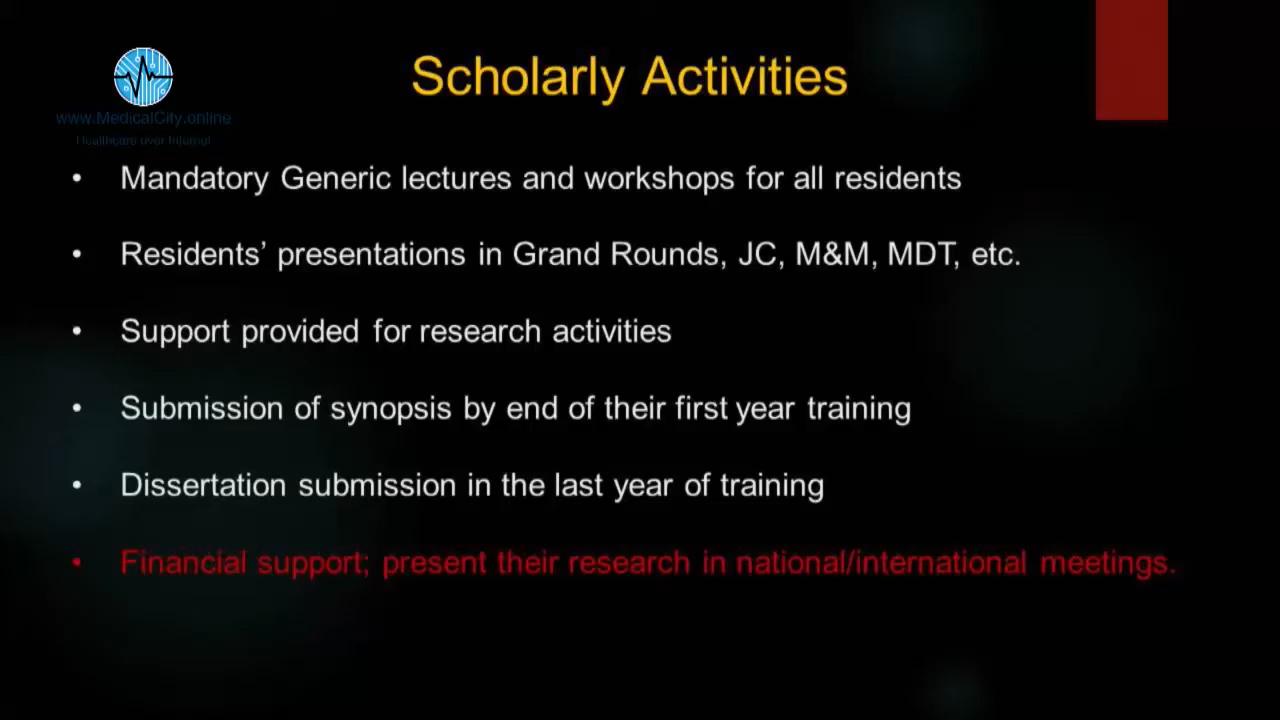 Scholarly Activities
www.MedicalCity.online
Healthcare over Internet
• Mandatory Generic lectures and workshops for all residents
• Residents’ presentations in Grand Rounds, JC, M&M, MDT, etc.
• Support provided for research activities
• Submission of synopsis by end of their first year training
• Dissertation submission in the last year of training
• Financial support; present their research in national/international meetings.